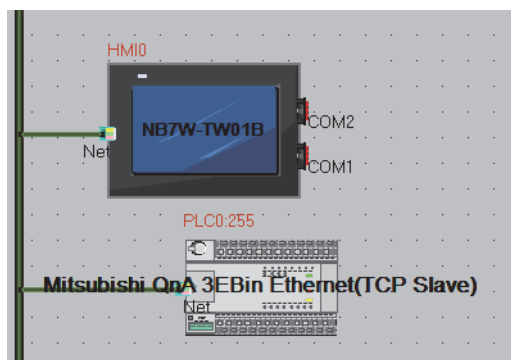 HMI0
NB7W-TW01B
COM2
Net
COM1
PLC0:255
Mitsubishi QnA 3EBin Ethernet(TCP Slave)
Net